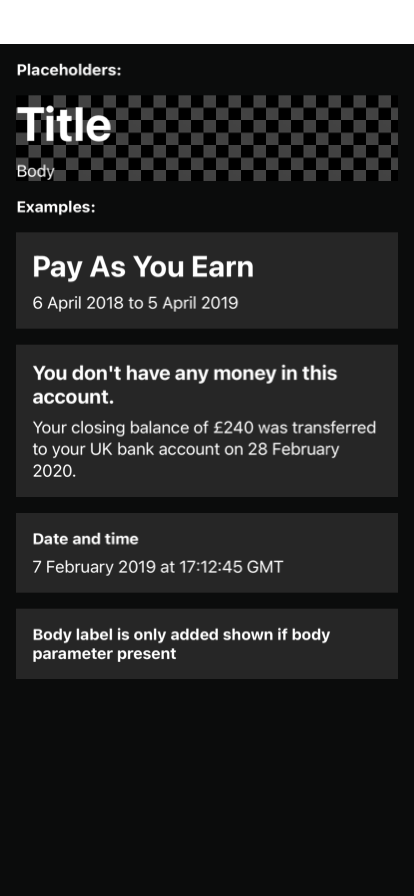 Placeholders:
Title
Body
Examples:
Pay As You Earn
6 April 2018 to 5 April 2019
You don't have any money in this
account.
Your closing balance of £240 was transferred
to your UK bank account on 28 February
2020.
Date and time
7 February 2019 at 17:12:45 GMT
Body label is only added shown if body
parameter present